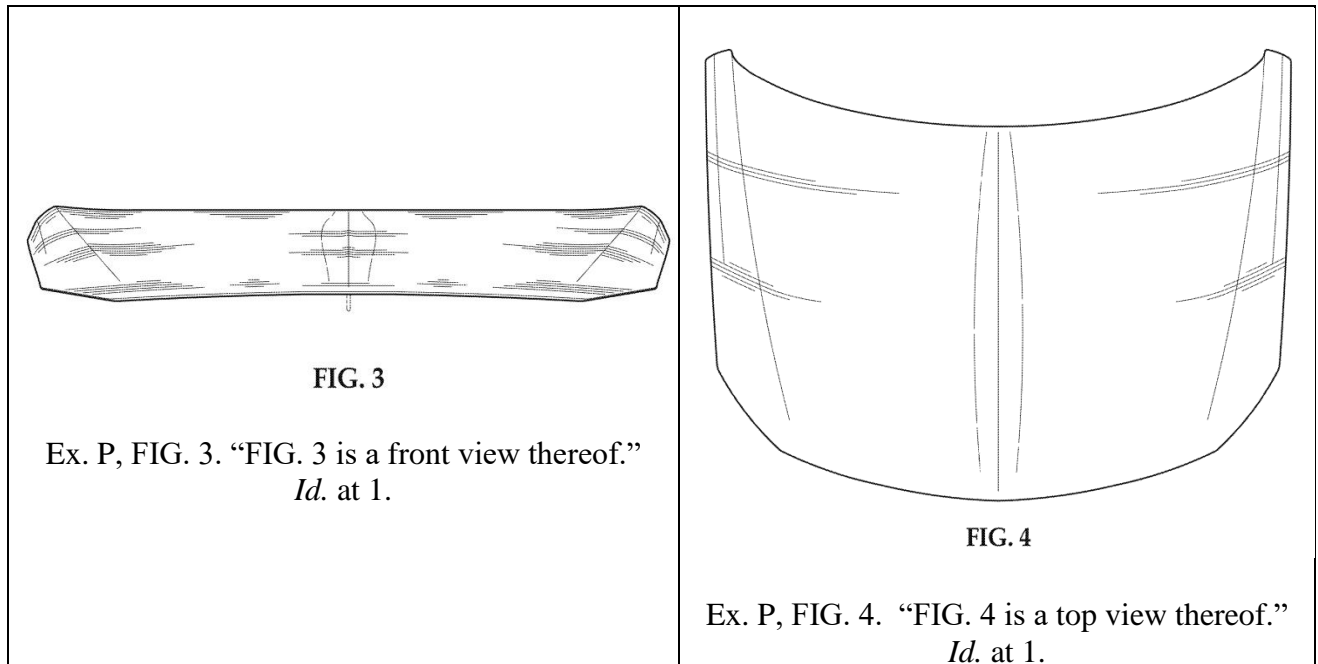 FIG. 3
Ex. P, FIG. 3. “FIG. 3 is a front view thereof.”
Id. at 1.
FIG. 4
Ex. P, FIG. 4.  “FIG. 4 is a top view thereof.”
Id. at 1.